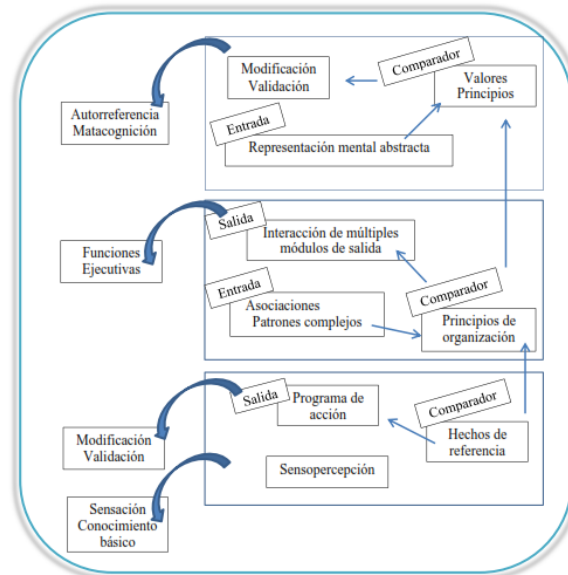 Comparador
Modificación
Validación
Valores
Principios
Autorreferencia
Matacognición
Entrada
Representación mental abstracta
Salida
Interacción de múltiples
módulos de salida
Funciones
Ejecutivas
Entrada
Comparador
Asociaciones
Patrones complejos
Principios de
organización
Salida
Programa de
acción
Comparador
Modificación
Validación
Hechos de
referencia
Sensopercepción
Sensación
Conocimiento
básico